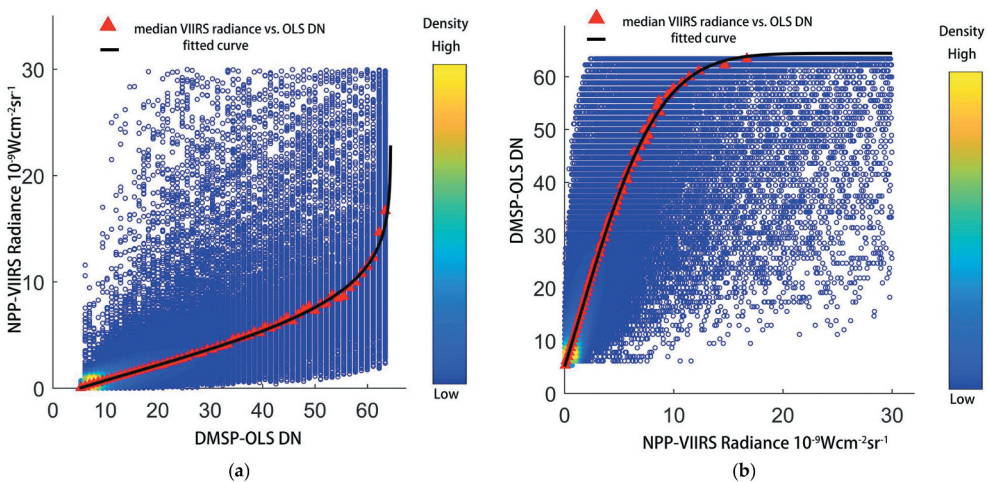 median VIIRS radiance vs. OLS DN
fitted curve
Density
High
30
20
10
0
NPP-VIIRS Radiance 10⁻⁹Wcm⁻²sr⁻¹
0 10 20 30 40 50 60
DMSP-OLS DN
Low
(a)
median VIIRS radiance vs. OLS DN
fitted curve
Density
High
60
50
40
30
20
10
DMSP-OLS DN
0 10 20 30
NPP-VIIRS Radiance 10⁻⁹Wcm⁻²sr⁻¹
Low
(b)